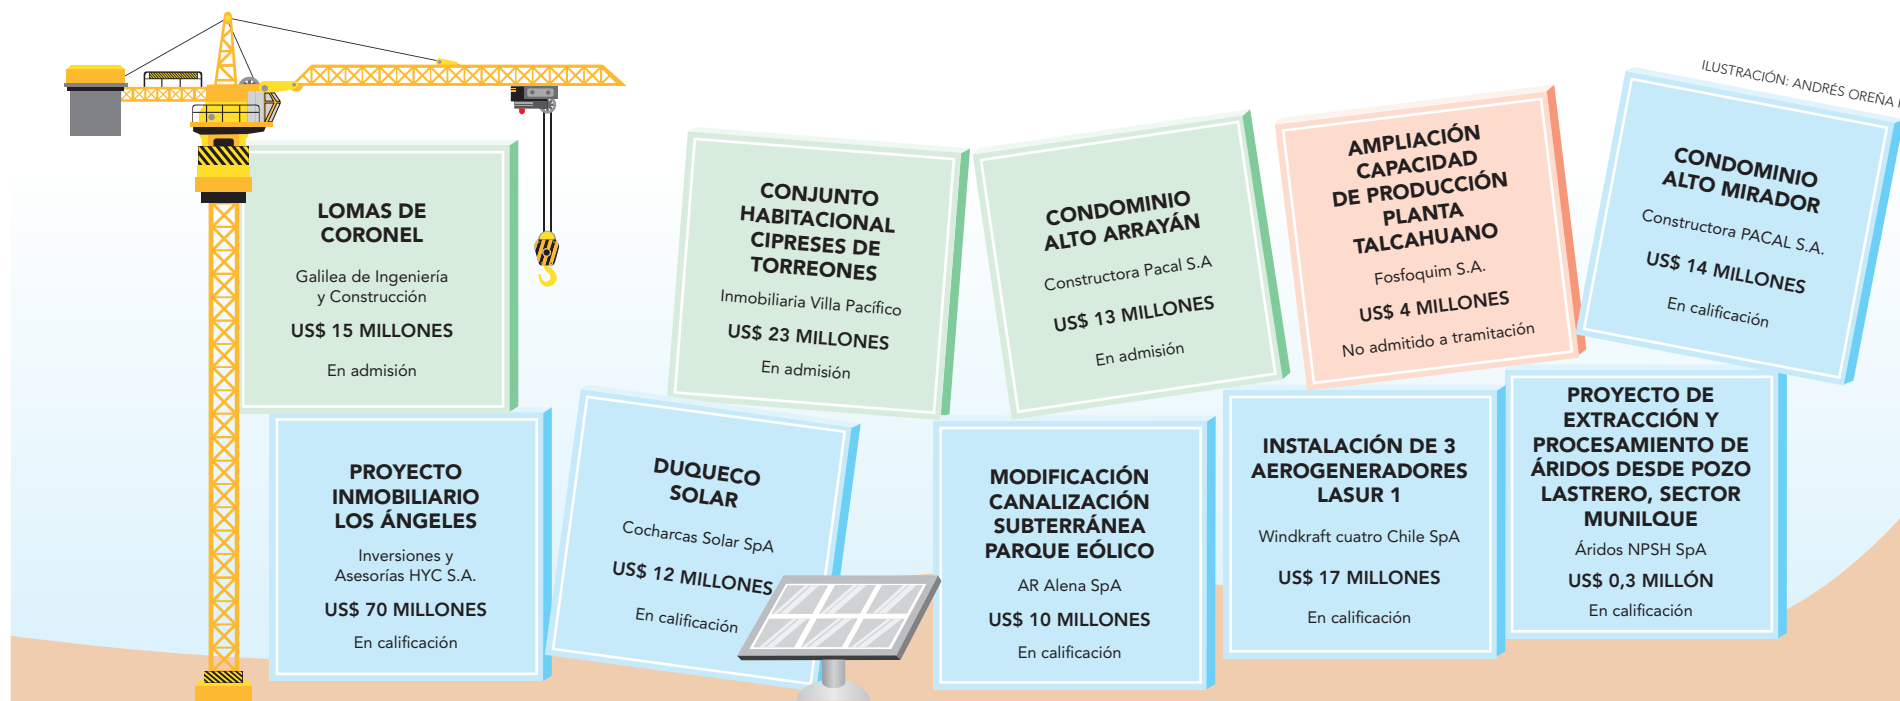 ILUSTRACIÓN: ANDRÉS OREÑA
LOMAS DE
CORONEL
Galilea de Ingeniería
y Construcción
US$ 15 MILLONES
En admisión
CONJUNTO
HABITACIONAL
CIPRESES DE
TORREONES
Inmobiliaria Villa Pacífico
US$ 23 MILLONES
En admisión
CONDOMINIO
ALTO ARRAYÁN
Constructora Pacal S.A
US$ 13 MILLONES
En admisión
AMPLIACIÓN
CAPACIDAD
DE PRODUCCIÓN
PLANTA
TALCAHUANO
Fosfoquim S.A.
US$ 4 MILLONES
No admitido a tramitación
CONDOMINIO
ALTO MIRADOR
Constructora PACAL S.A.
US$ 14 MILLONES
En calificación
PROYECTO
INMOBILIARIO
LOS ÁNGELES
Inversiones y
Asesorías HYC S.A.
US$ 70 MILLONES
En calificación
DUQUECO
SOLAR
Cocharcas Solar SpA
US$ 12 MILLONES
En calificación
MODIFICACIÓN
CANALIZACIÓN
SUBTERRÁNEA
PARQUE EÓLICO
AR Alena SpA
US$ 10 MILLONES
En calificación
INSTALACIÓN DE 3
AEROGENERADORES
LASUR 1
Windkraft cuatro Chile SpA
US$ 17 MILLONES
En calificación
PROYECTO DE
EXTRACCIÓN Y
PROCESAMIENTO DE
ÁRIDOS DESDE POZO
LASTRERO, SECTOR
MUNILQUE
Áridos NPSH SpA
US$ 0,3 MILLÓN
En calificación